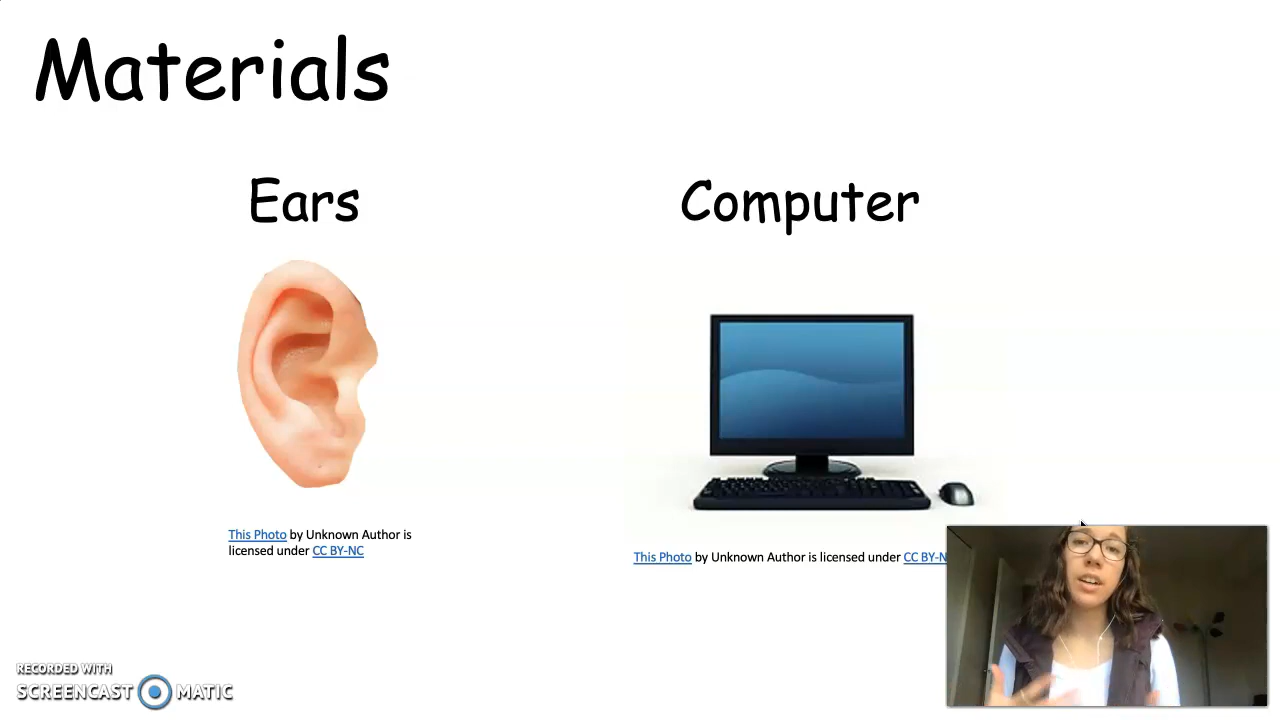 Materials
Ears
Computer
This Photo by Unknown Author is
licensed under CC BY-NC
This Photo by Unknown Author is licensed under CC BY-N
RECORDED WITH
SCREENCAST MATIC